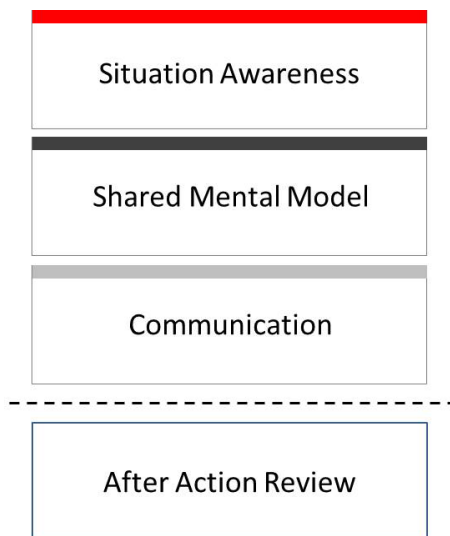 Situation Awareness
Shared Mental Model
Communication
After Action Review